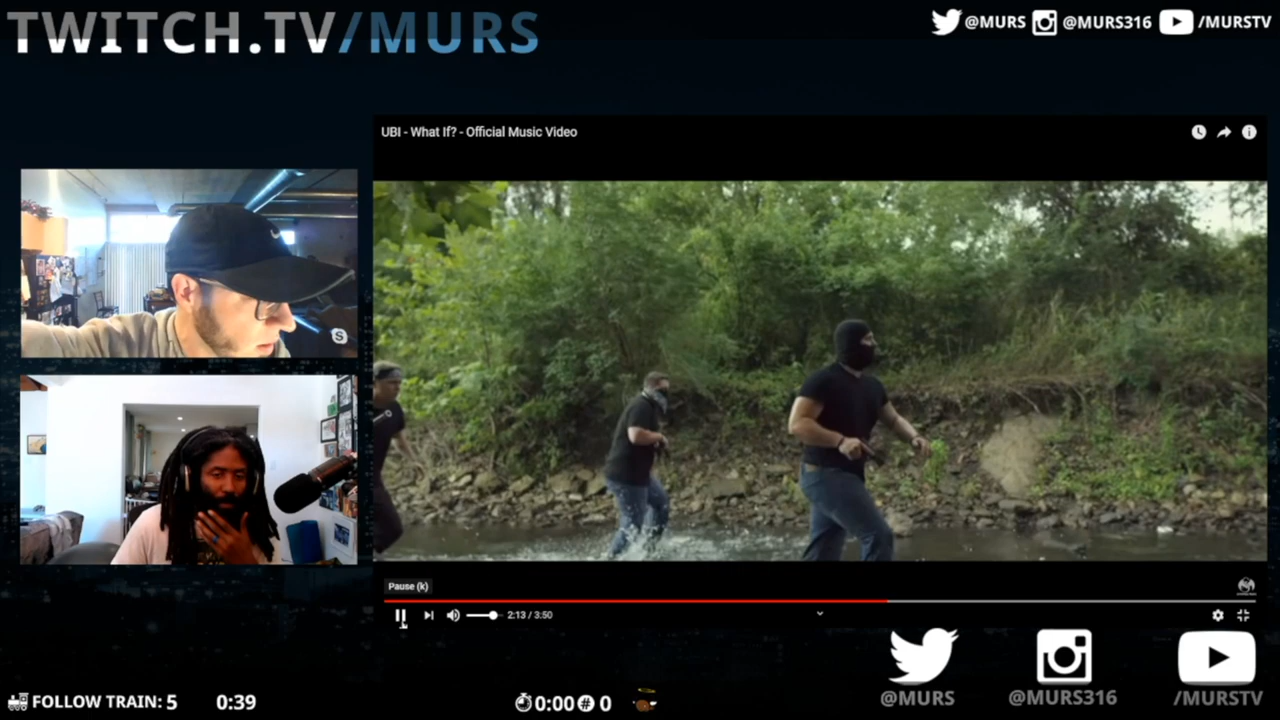 TWITCH.TV/MURS
@MURS @MURS316 /MURSTV
UBI - What If? - Official Music Video
Pause (k)
2:13 / 3:50
@MURS @MURS316 /MURSTV
FOLLOW TRAIN: 5 0:39 0:00 # 0